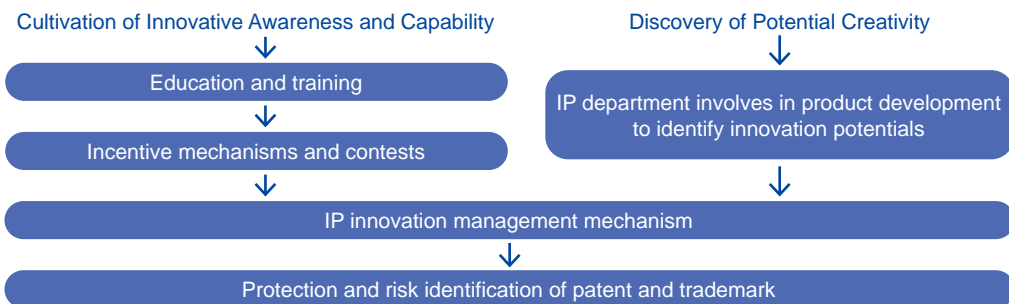 Cultivation of Innovative Awareness and Capability
Education and training
Incentive mechanisms and contests
Discovery of Potential Creativity
IP department involves in product development
to identify innovation potentials
IP innovation management mechanism
Protection and risk identification of patent and trademark